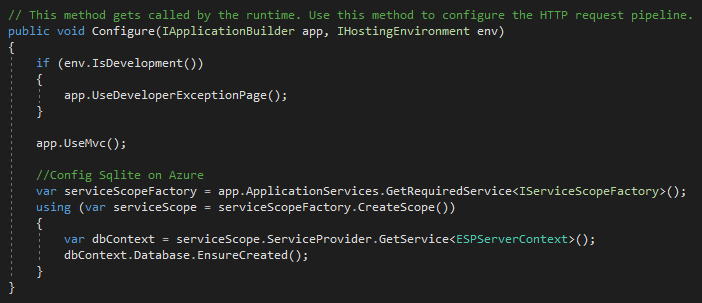 // This method gets called by the runtime. Use this method to configure the HTTP request pipeline.
public void Configure(IApplicationBuilder app, IHostingEnvironment env)
{
    if (env.IsDevelopment())
    {
        app.UseDeveloperExceptionPage();
    }

    app.UseMvc();

    //Config Sqlite on Azure
    var serviceScopeFactory = app.ApplicationServices.GetRequiredService<IServiceScopeFactory>();
    using (var serviceScope = serviceScopeFactory.CreateScope())
    {
        var dbContext = serviceScope.ServiceProvider.GetService<ESPServerContext>();
        dbContext.Database.EnsureCreated();
    }
}